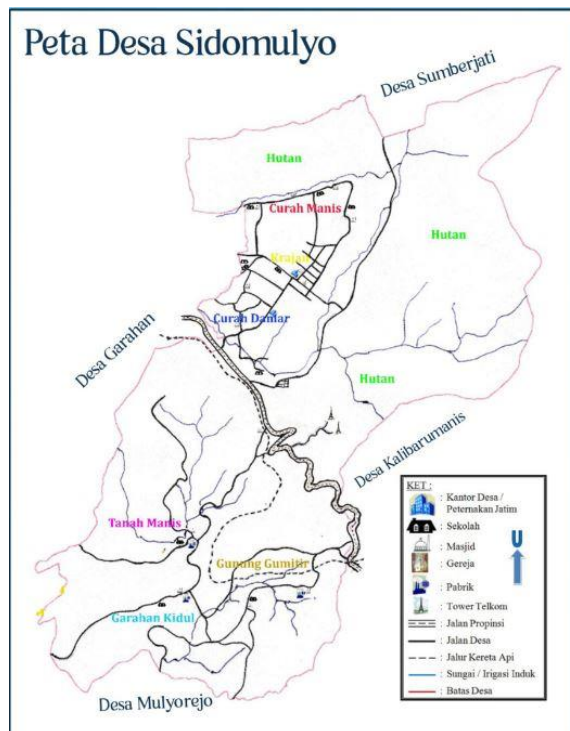 Peta Desa Sidomulyo
Desa Sumberjati
Hutan
Curah Manis
Hutan
Krajan
Curah Damar
Desa Garahan
Hutan
Desa Kalibarumanis
Tanah Manis
Gunung Gumitir
Garahan Kidul
Desa Mulyorejo
KET :
: Kantor Desa /
Peternakan Jatim
: Sekolah
: Masjid
: Gereja
U
: Pabrik
: Tower Telkom
: Jalan Propinsi
: Jalan Desa
: Jalur Kereta Api
: Sungai / Irigasi Induk
: Batas Desa